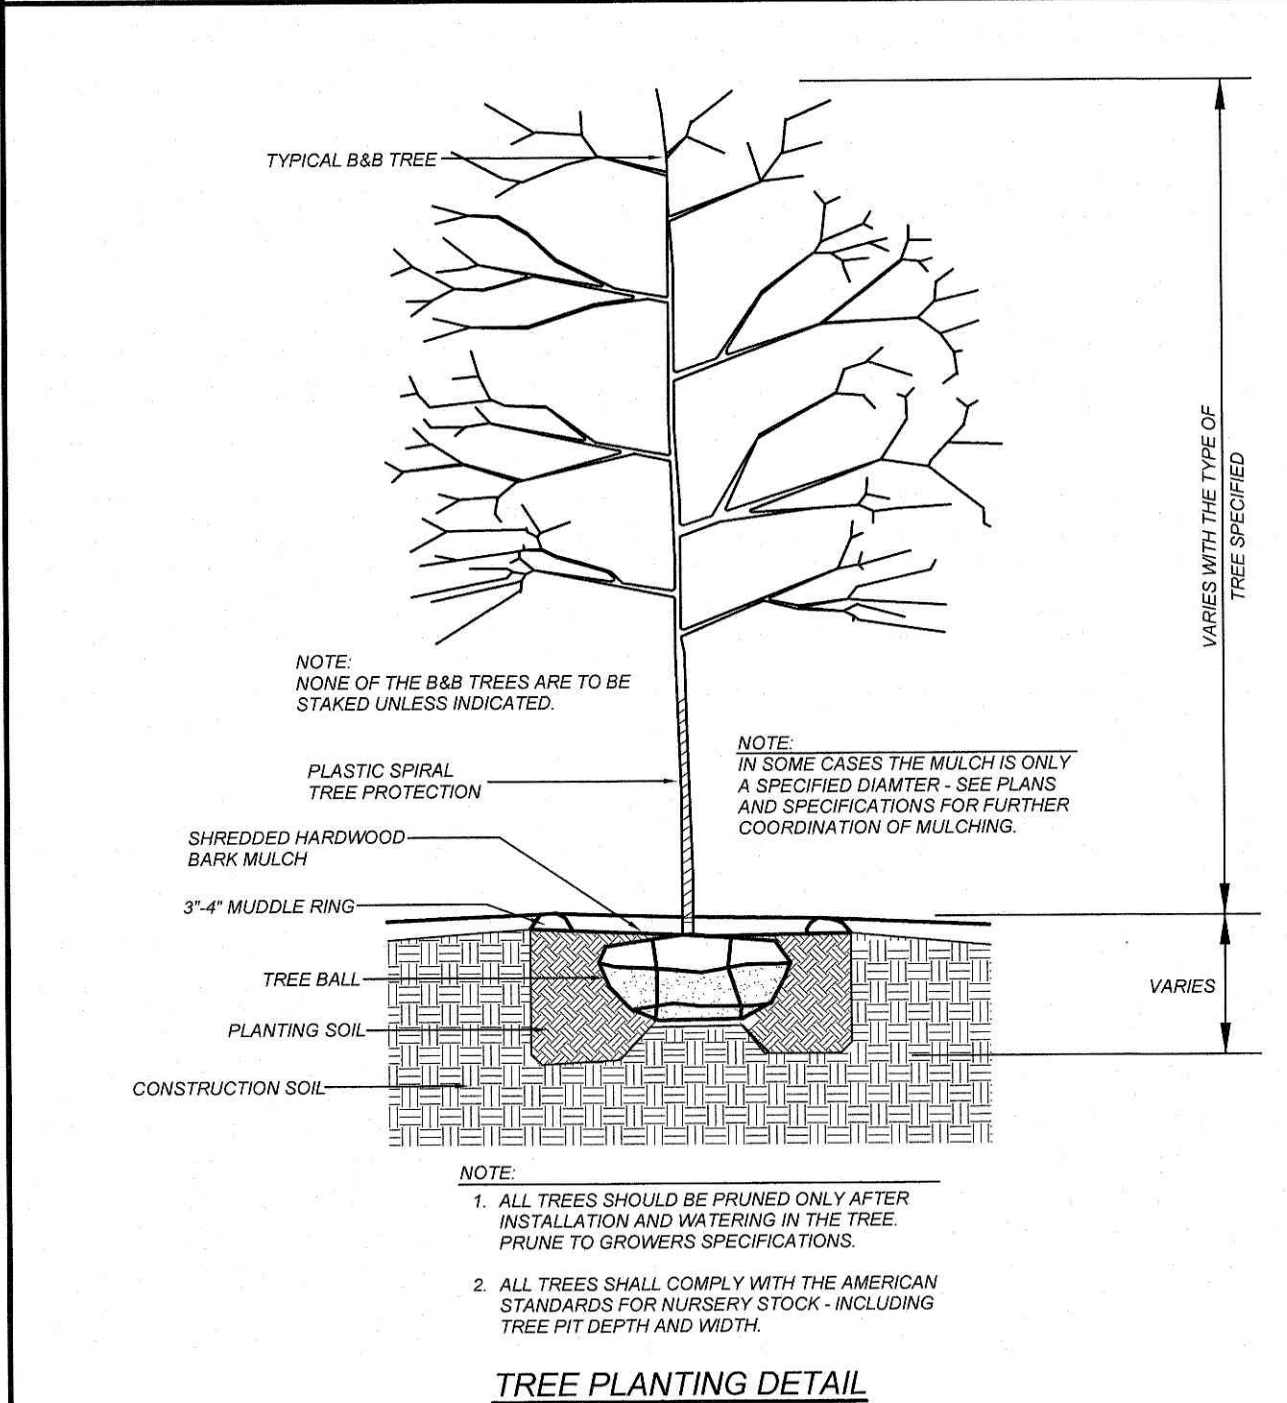 TYPICAL B&B TREE
VARIES WITH THE TYPE OF
TREE SPECIFIED
NOTE:
NONE OF THE B&B TREES ARE TO BE
STAKED UNLESS INDICATED.
NOTE:
IN SOME CASES THE MULCH IS ONLY
A SPECIFIED DIAMTER - SEE PLANS
AND SPECIFICATIONS FOR FURTHER
COORDINATION OF MULCHING.
PLASTIC SPIRAL
TREE PROTECTION
SHREDDED HARDWOOD
BARK MULCH
3"-4" MUDDLE RING
TREE BALL
VARIES
PLANTING SOIL
CONSTRUCTION SOIL
NOTE:
1. ALL TREES SHOULD BE PRUNED ONLY AFTER
INSTALLATION AND WATERING IN THE TREE.
PRUNE TO GROWERS SPECIFICATIONS.
2. ALL TREES SHALL COMPLY WITH THE AMERICAN
STANDARDS FOR NURSERY STOCK - INCLUDING
TREE PIT DEPTH AND WIDTH.
TREE PLANTING DETAIL